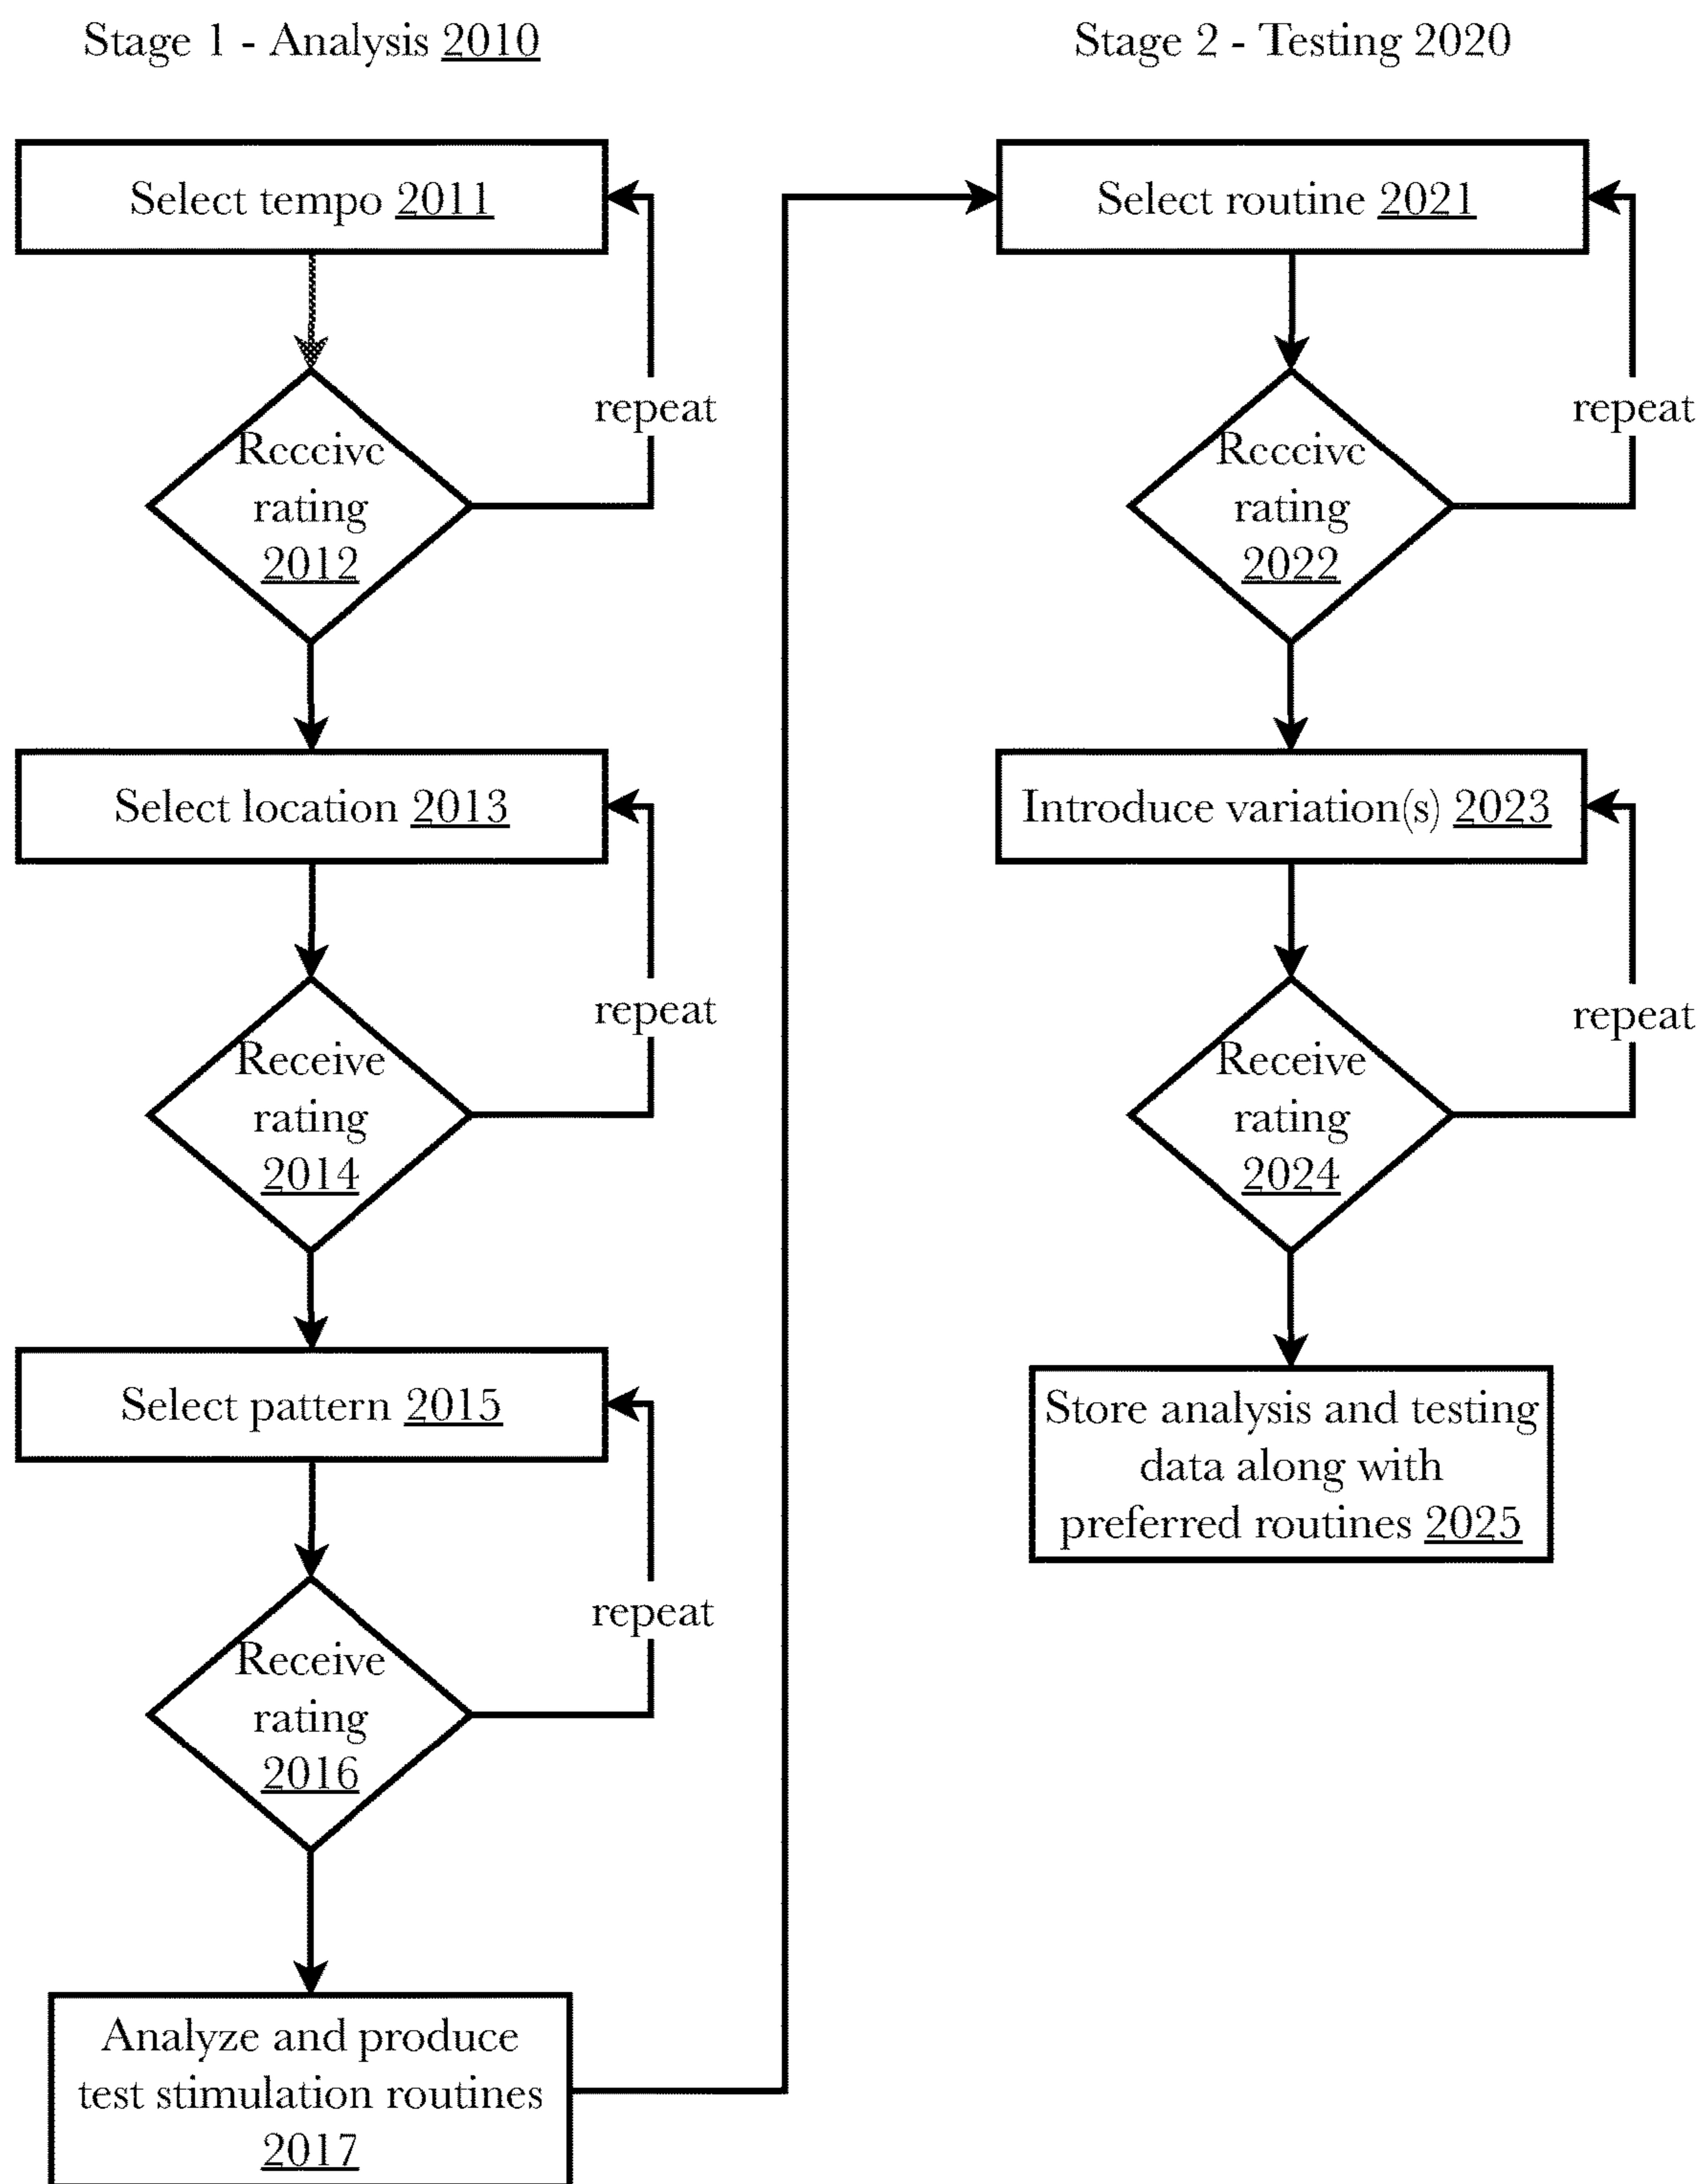 Stage 1 - Analysis 2010
Select tempo 2011
Receive
rating
2012
repeat
Select location 2013
Receive
rating
2014
repeat
Select pattern 2015
Receive
rating
2016
repeat
Analyze and produce
test stimulation routines
2017
Stage 2 - Testing 2020
Select routine 2021
Receive
rating
2022
repeat
Introduce variation(s) 2023
Receive
rating
2024
repeat
Store analysis and testing
data along with
preferred routines 2025